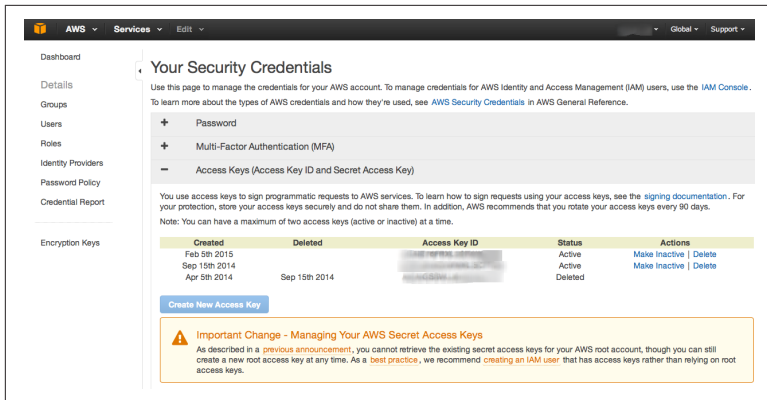 AWS Services Edit Global Support
Dashboard
Details
Groups
Users
Roles
Identity Providers
Password Policy
Credential Report
Encryption Keys
Your Security Credentials
Use this page to manage the credentials for your AWS account. To manage credentials for AWS Identity and Access Management (IAM) users, use the IAM Console.
To learn more about the types of AWS credentials and how they're used, see AWS Security Credentials in AWS General Reference.
+ Password
+ Multi-Factor Authentication (MFA)
− Access Keys (Access Key ID and Secret Access Key)
You use access keys to sign programmatic requests to AWS services. To learn how to sign requests using your access keys, see the signing documentation. For
your protection, store your access keys securely and do not share them. In addition, AWS recommends that you rotate your access keys every 90 days.
Note: You can have a maximum of two access keys (active or inactive) at a time.
Created Deleted Access Key ID Status Actions
Feb 5th 2015 Active Make Inactive | Delete
Sep 15th 2014 Active Make Inactive | Delete
Apr 5th 2014 Sep 15th 2014 Deleted
Create New Access Key
Important Change - Managing Your AWS Secret Access Keys
As described in a previous announcement, you cannot retrieve the existing secret access keys for your AWS root account, though you can still
create a new root access key at any time. As a best practice, we recommend creating an IAM user that has access keys rather than relying on root
access keys.